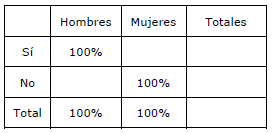 Hombres Mujeres Totales
Sí 100%
No 100%
Total 100% 100%